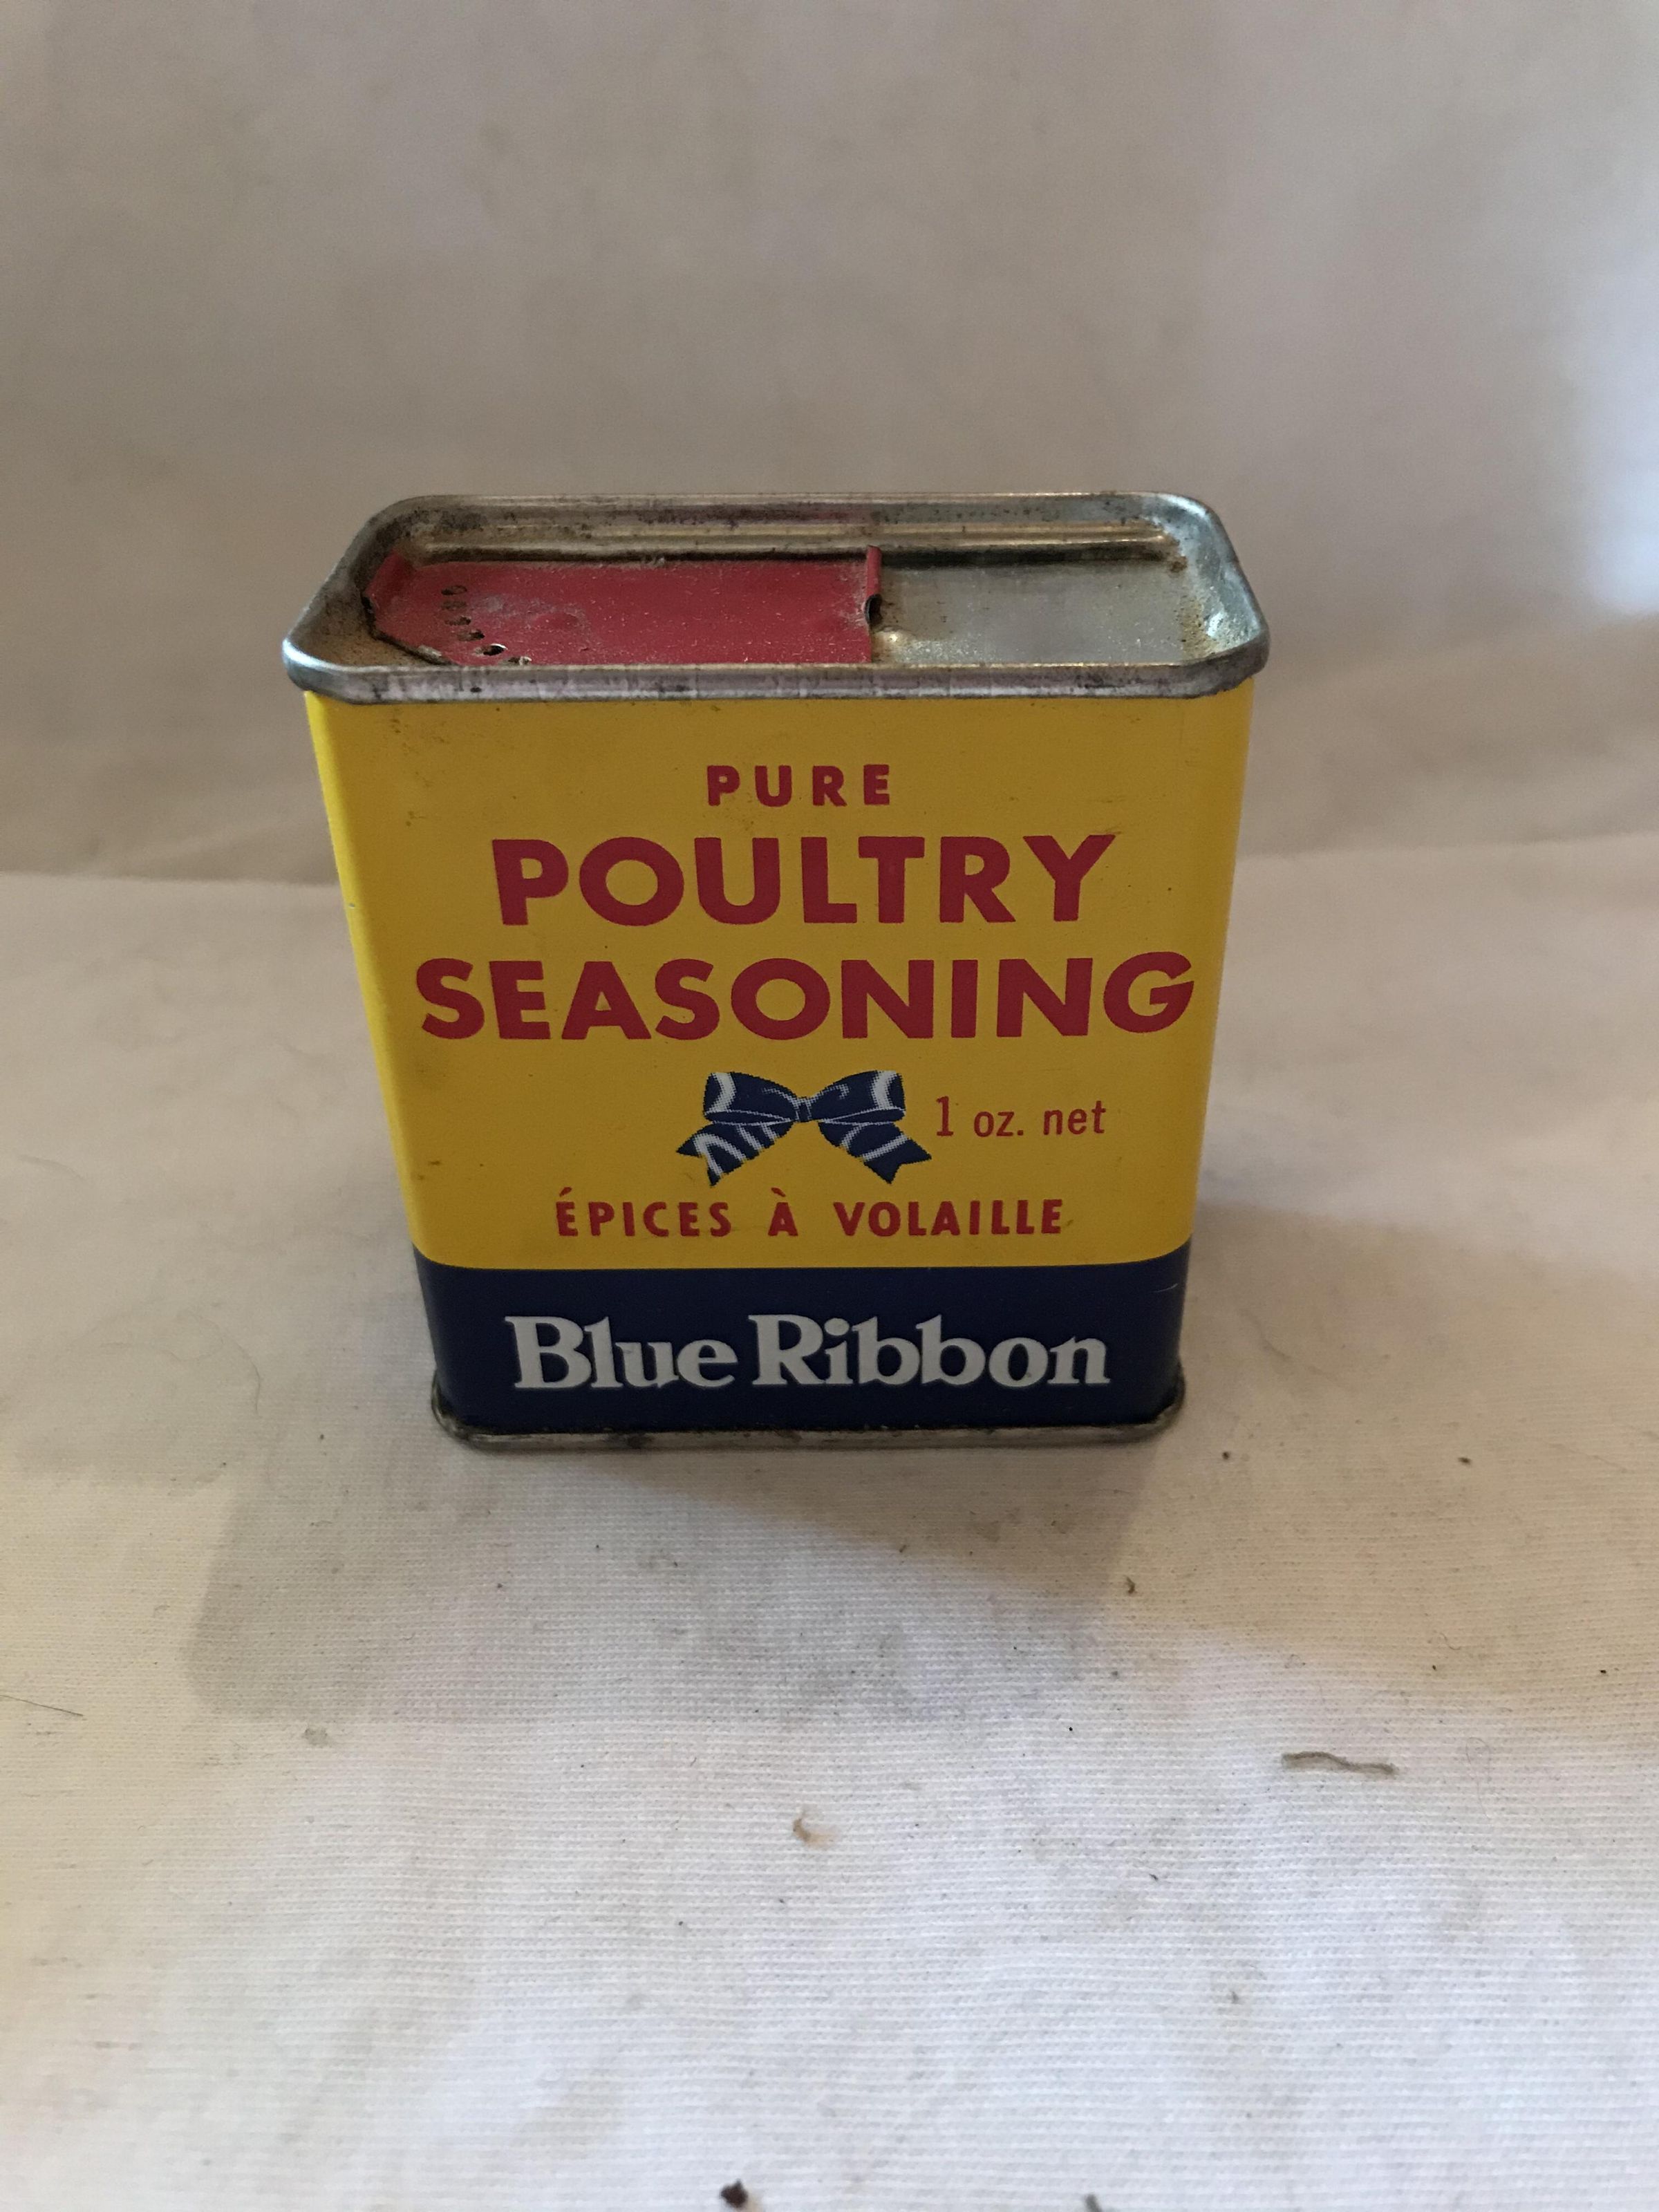 PURE
POULTRY
SEASONING
1 oz. net
ÉPICES À VOLAILLE
Blue Ribbon